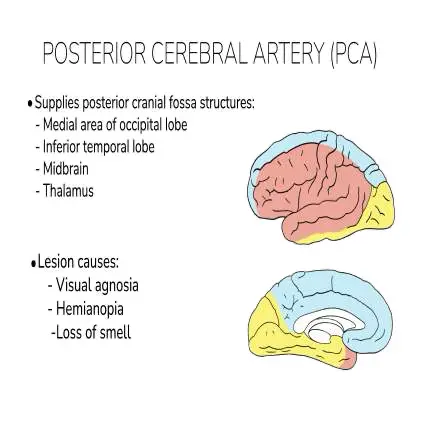 POSTERIOR CEREBRAL ARTERY (PCA)
•Supplies posterior cranial fossa structures:
- Medial area of occipital lobe
- Inferior temporal lobe
- Midbrain
- Thalamus
•Lesion causes:
- Visual agnosia
- Hemianopia
-Loss of smell